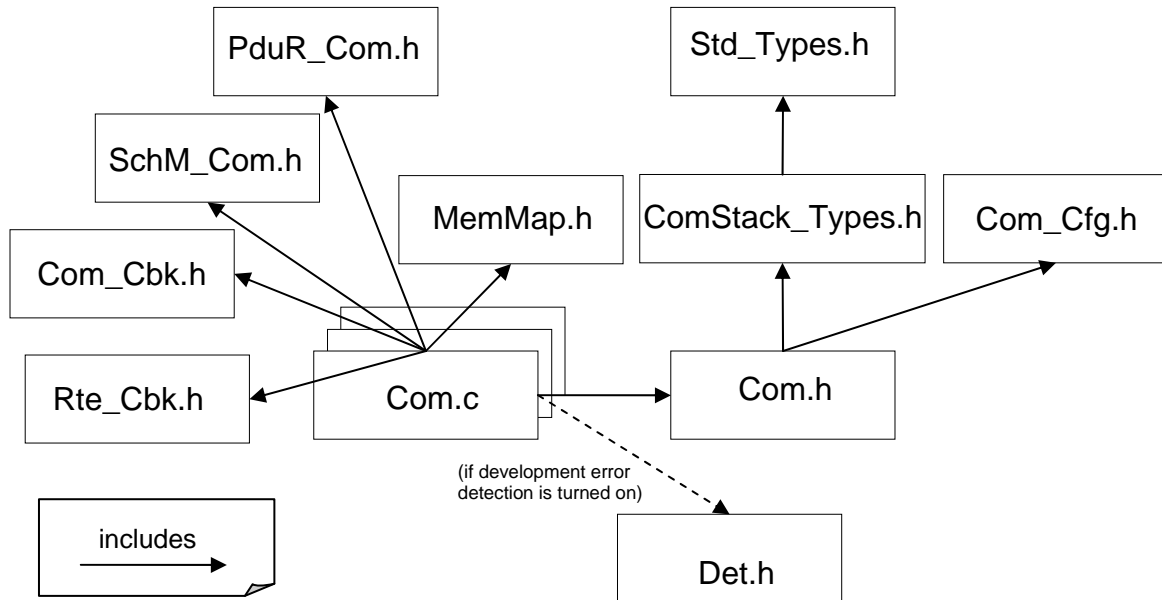 PduR_Com.h
Std_Types.h
SchM_Com.h
MemMap.h
ComStack_Types.h
Com_Cfg.h
Com_Cbk.h
Rte_Cbk.h
Com.c
Com.h
(if development error
detection is turned on)
includes
Det.h